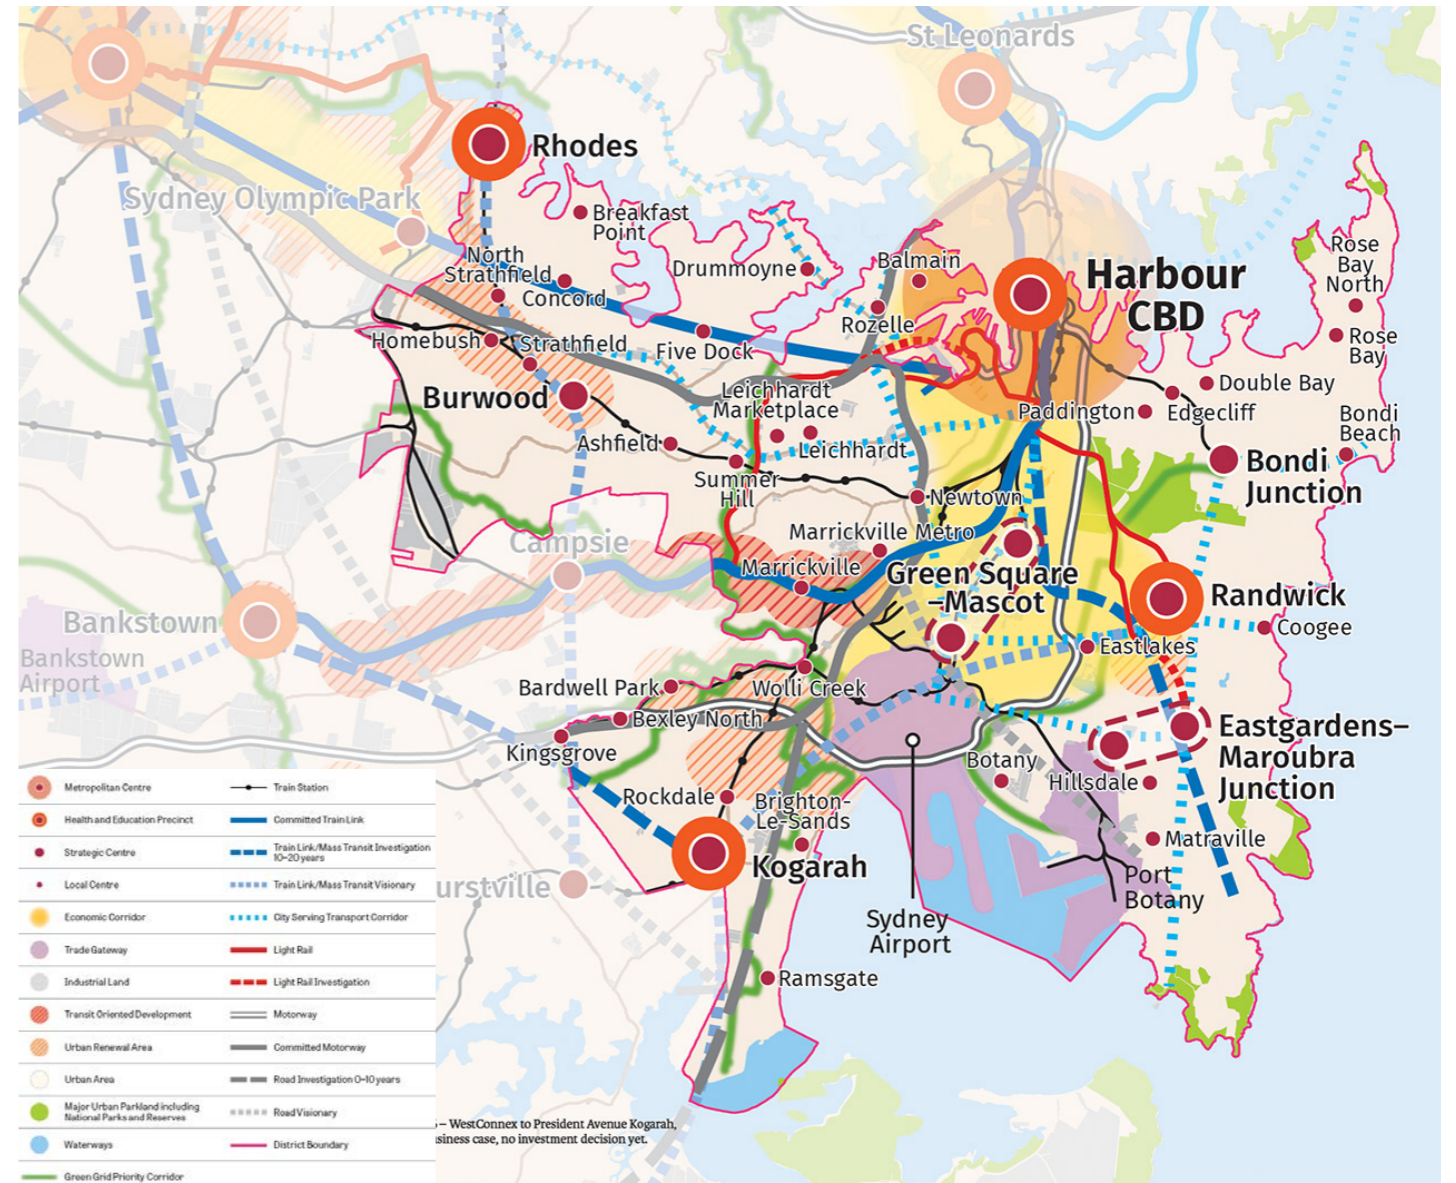 St Leonards
Rhodes
Sydney Olympic Park
Breakfast
Point
North
Strathfield
Concord
Drummoyne
Balmain
Rozelle
Harbour
CBD
Rose
Bay
North
Rose
Bay
Homebush
Strathfield
Five Dock
Burwood
Leichhardt
Marketplace
Leichhardt
Paddington
Edgecliff
Double Bay
Bondi
Beach
Ashfield
Summer
Hill
Newtown
Bondi
Junction
Campsie
Marrickville Metro
Marrickville
Green Square
–Mascot
Randwick
Coogee
Bankstown
Bankstown
Airport
Eastlakes
Bardwell Park
Wolli Creek
Bexley North
Kingsgrove
Eastgardens–
Maroubra
Junction
Botany
Hillsdale
Rockdale
Brighton-
Le-Sands
Matraville
Kogarah
Port
Botany
urstville
Sydney
Airport
Ramsgate
Metropolitan Centre
Train Station
Health and Education Precinct
Committed Train Link
Strategic Centre
Train Link/Mass Transit Investigation
10–20 years
Local Centre
Train Link/Mass Transit Visionary
Economic Corridor
City Serving Transport Corridor
Trade Gateway
Light Rail
Industrial Land
Light Rail Investigation
Transit Oriented Development
Motorway
Urban Renewal Area
Committed Motorway
Urban Area
Road Investigation 0–10 years
Major Urban Parkland including
National Parks and Reserves
Road Visionary
Waterways
District Boundary
Green Grid Priority Corridor
– WestConnex to President Avenue Kogarah,
siness case, no investment decision yet.